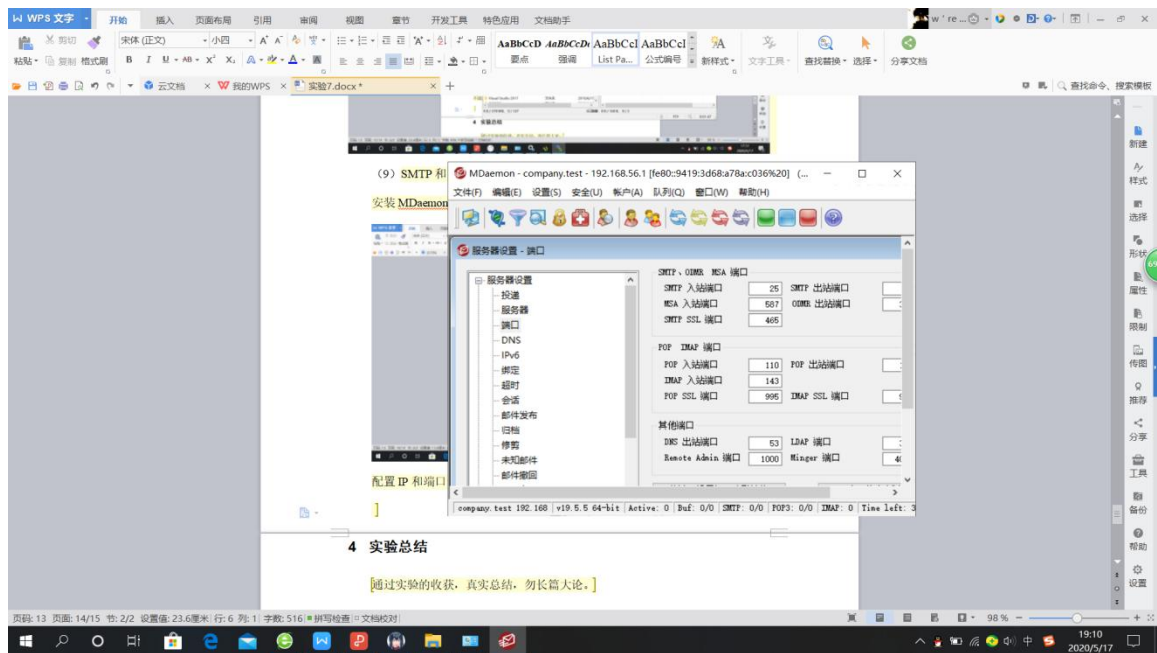 WPS 文字 开始 插入 页面布局 引用 审阅 视图 章节 开发工具 特色应用 文档助手 w ' re ...
剪切 宋体 (正文) 小四 AaBbCcD AaBbCcDc AaBbCcI AaBbCcI
粘贴 复制 格式刷 B I U AB X² X₂ A A 要点 强调 List Pa... 公式编号 新样式 文字工具 查找替换 选择 分享文档
云文档 我的WPS 实验7.docx * 查找命令、搜索模板
4 实验总结
(9) SMTP 和
安装 MDaemon
MDaemon - company.test - 192.168.56.1 [fe80::9419:3d68:a78a:c036%20] (...
文件(F) 编辑(E) 设置(S) 安全(U) 帐户(A) 队列(Q) 窗口(W) 帮助(H)
服务器设置 - 端口
服务器设置
投递
服务器
端口
DNS
IPv6
绑定
超时
会话
邮件发布
归档
修剪
未知邮件
邮件撤回
SMTP、ODMR MSA 端口
SMTP 入站端口 25 SMTP 出站端口
MSA 入站端口 587 ODMR 出站端口
SMTP SSL 端口 465
POP IMAP 端口
POP 入站端口 110 POP 出站端口
IMAP 入站端口 143
POP SSL 端口 995 IMAP SSL 端口
其他端口
DNS 出站端口 53 LDAP 端口
Remote Admin 端口 1000 Minger 端口
company.test 192.168 v19.5.5 64-bit Active: 0 Buf: 0/0 SMTP: 0/0 POP3: 0/0 IMAP: 0 Time left: 3
配置 IP 和端口
]
4 实验总结
[通过实验的收获，真实总结，勿长篇大论。]
新建
样式
选择
形状
69
属性
限制
传图
推荐
分享
工具
备份
帮助
设置
页码: 13 页面: 14/15 节: 2/2 设置值: 23.6厘米 行: 6 列: 1 字数: 516 拼写检查 文档校对 98 %
中 19:10
2020/5/17